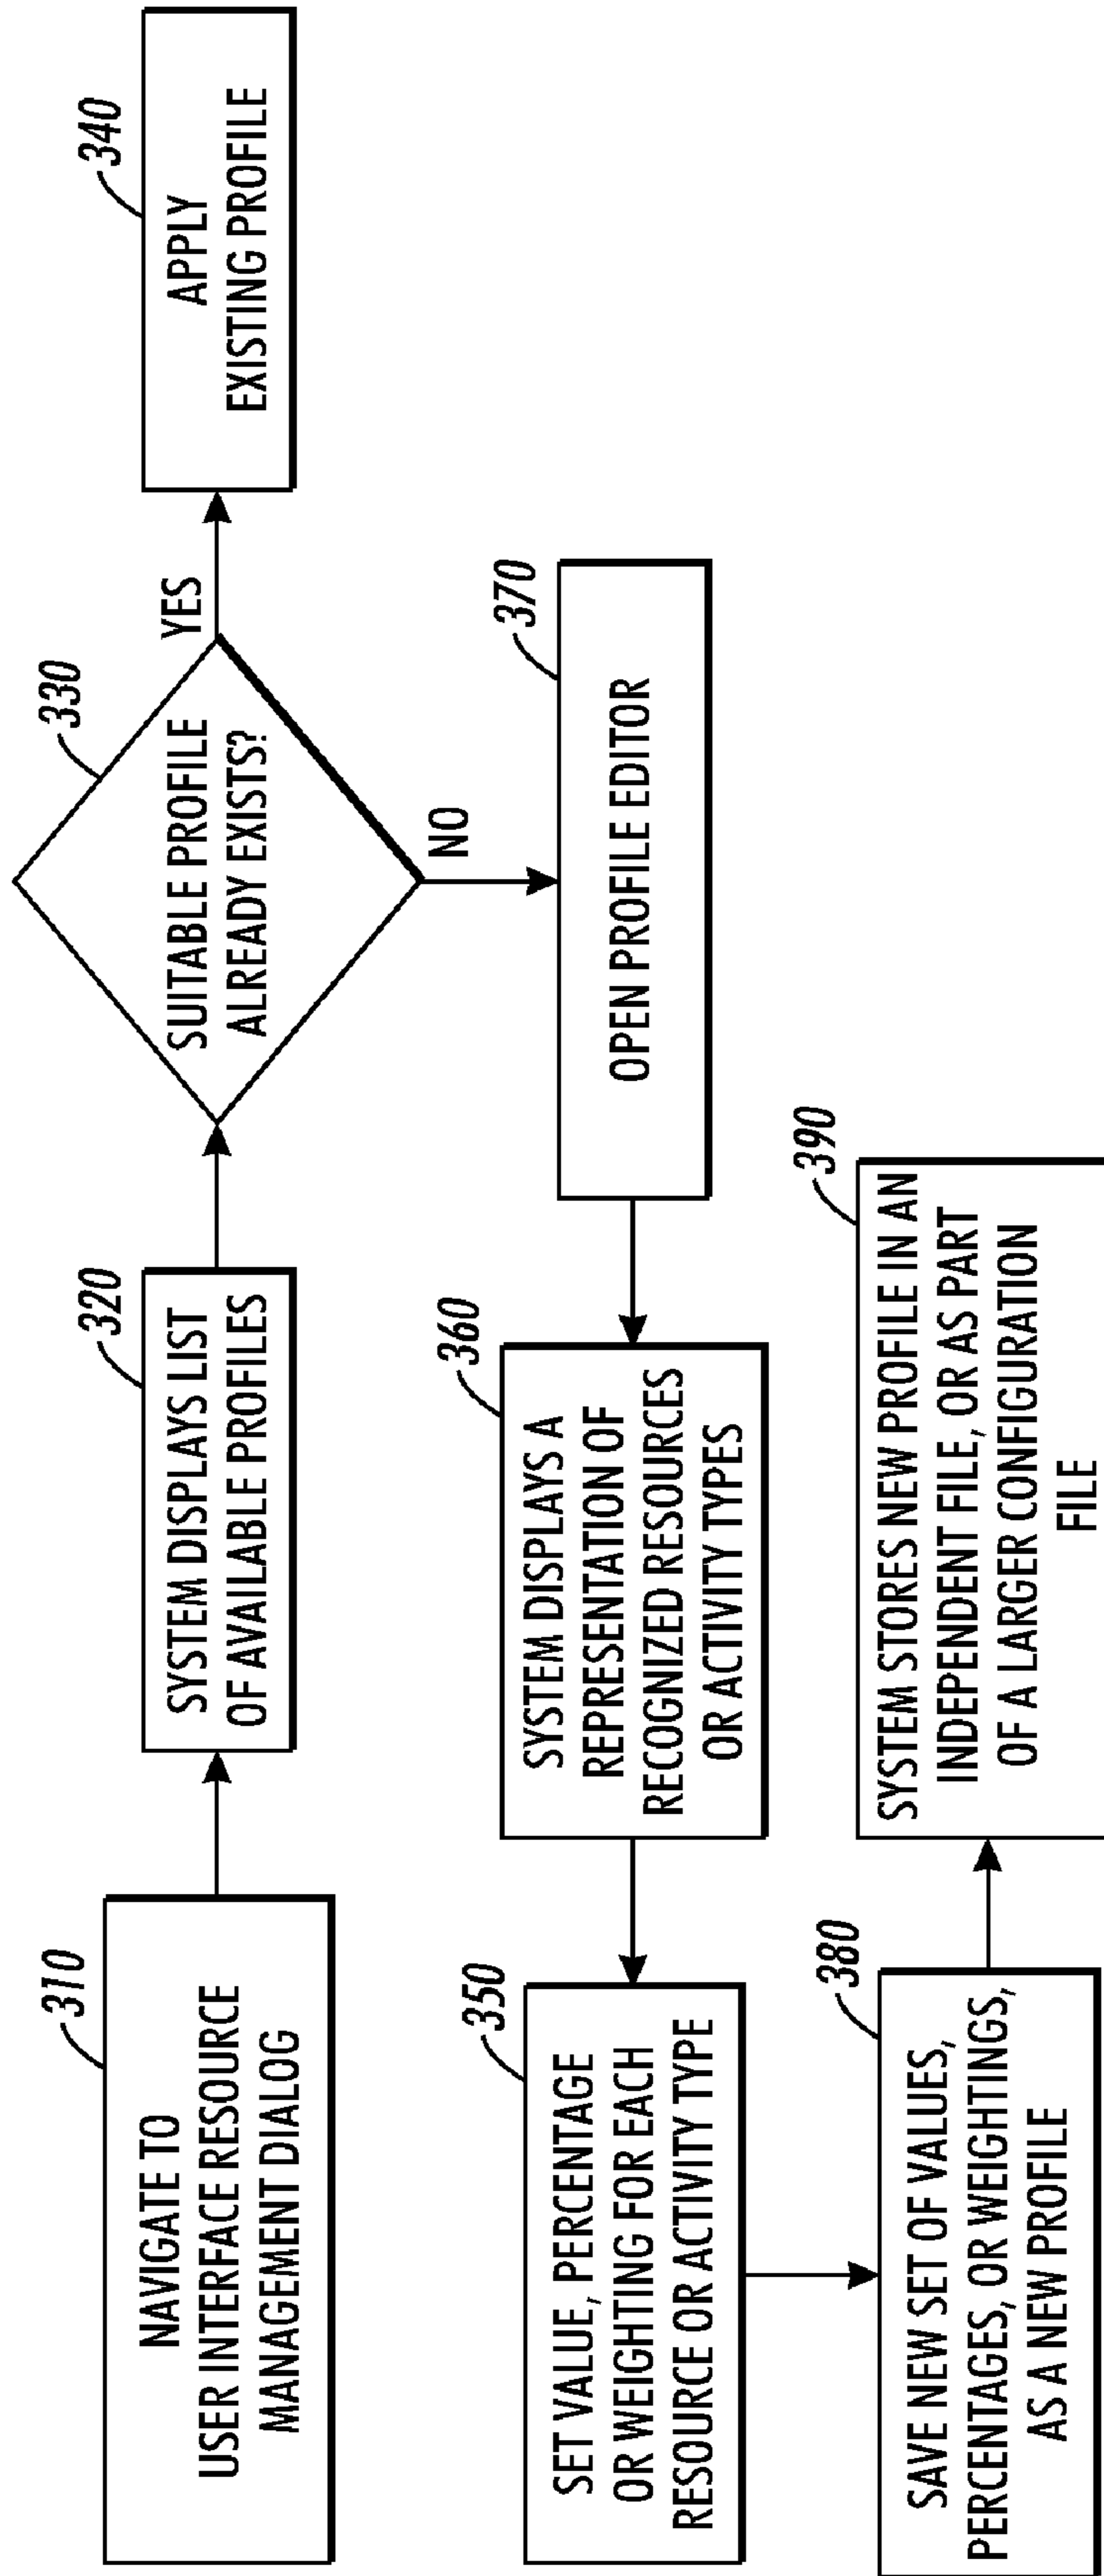 310
NAVIGATE TO
USER INTERFACE RESOURCE
MANAGEMENT DIALOG
320
SYSTEM DISPLAYS LIST
OF AVAILABLE PROFILES
330
SUITABLE PROFILE
ALREADY EXISTS?
YES
NO
340
APPLY
EXISTING PROFILE
370
OPEN PROFILE EDITOR
360
SYSTEM DISPLAYS A
REPRESENTATION OF
RECOGNIZED RESOURCES
OR ACTIVITY TYPES
350
SET VALUE, PERCENTAGE
OR WEIGHTING FOR EACH
RESOURCE OR ACTIVITY TYPE
380
SAVE NEW SET OF VALUES,
PERCENTAGES, OR WEIGHTINGS,
AS A NEW PROFILE
390
SYSTEM STORES NEW PROFILE IN AN
INDEPENDENT FILE, OR AS PART
OF A LARGER CONFIGURATION
FILE